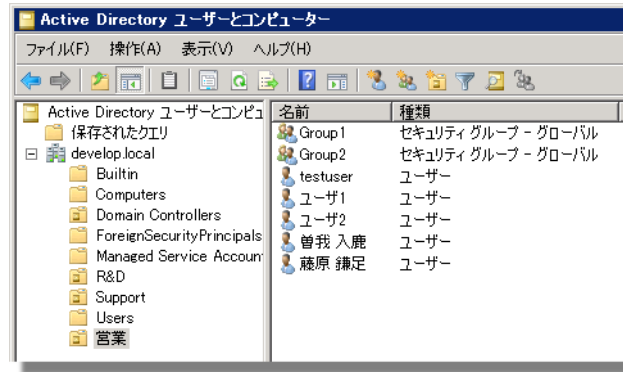 Active Directory ユーザーとコンピューター
ファイル(F) 操作(A) 表示(V) ヘルプ(H)
Active Directory ユーザーとコンピュ
保存されたクエリ
develop.local
Builtin
Computers
Domain Controllers
ForeignSecurityPrincipals
Managed Service Accoun
R&D
Support
Users
営業
名前 種類
Group1 セキュリティ グループ - グローバル
Group2 セキュリティ グループ - グローバル
testuser ユーザー
ユーザ1 ユーザー
ユーザ2 ユーザー
曽我 入鹿 ユーザー
藤原 鎌足 ユーザー